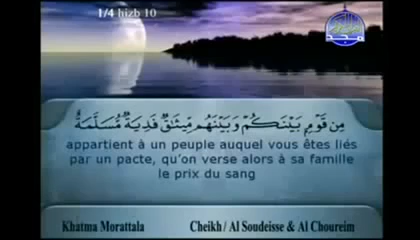 1/4 hizb 10
مجد
مِن قَوْمٍ بَيْنَكُمْ وَبَيْنَهُم مِّيثَٰقٌ فَدِيَةٌ مُّسَلَّمَةٌ
appartient à un peuple auquel vous êtes liés
par un pacte, qu'on verse alors à sa famille
le prix du sang
Khatma Morattala Cheikh/ Al Soudeisse & Al Choureim